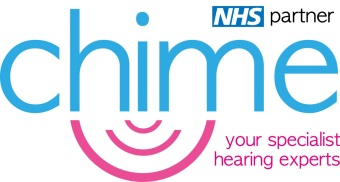 NHS partner
chime
your specialist
hearing experts